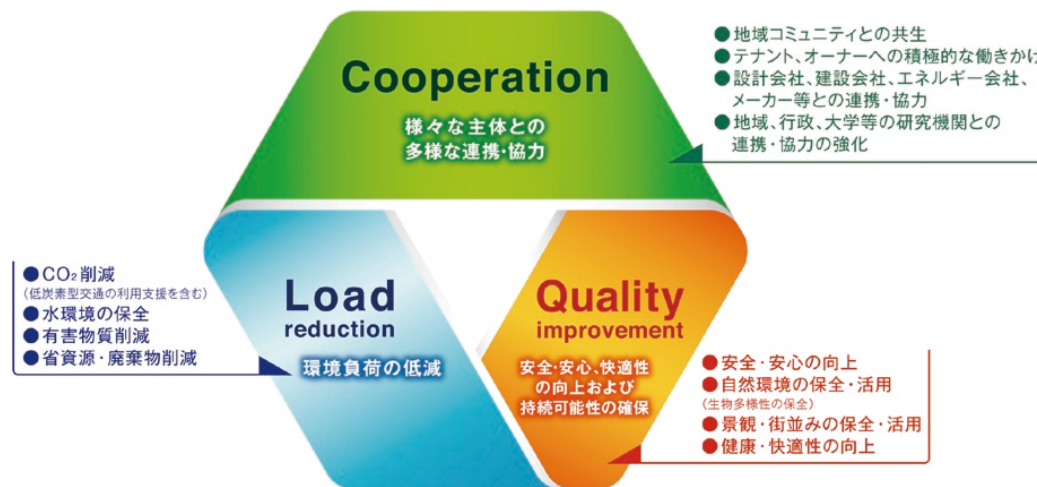 Cooperation
様々な主体との
多様な連携・協力
●地域コミュニティとの共生
●テナント、オーナーへの積極的な働きかけ
●設計会社、建設会社、エネルギー会社、
メーカー等との連携・協力
●地域、行政、大学等の研究機関との
連携・協力の強化
Load
reduction
環境負荷の低減
●CO₂削減
(低炭素型交通の利用支援を含む)
●水環境の保全
●有害物質削減
●省資源・廃棄物削減
Quality
improvement
安全・安心、快適性
の向上および
持続可能性の確保
●安全・安心の向上
●自然環境の保全・活用
(生物多様性の保全)
●景観・街並みの保全・活用
●健康・快適性の向上